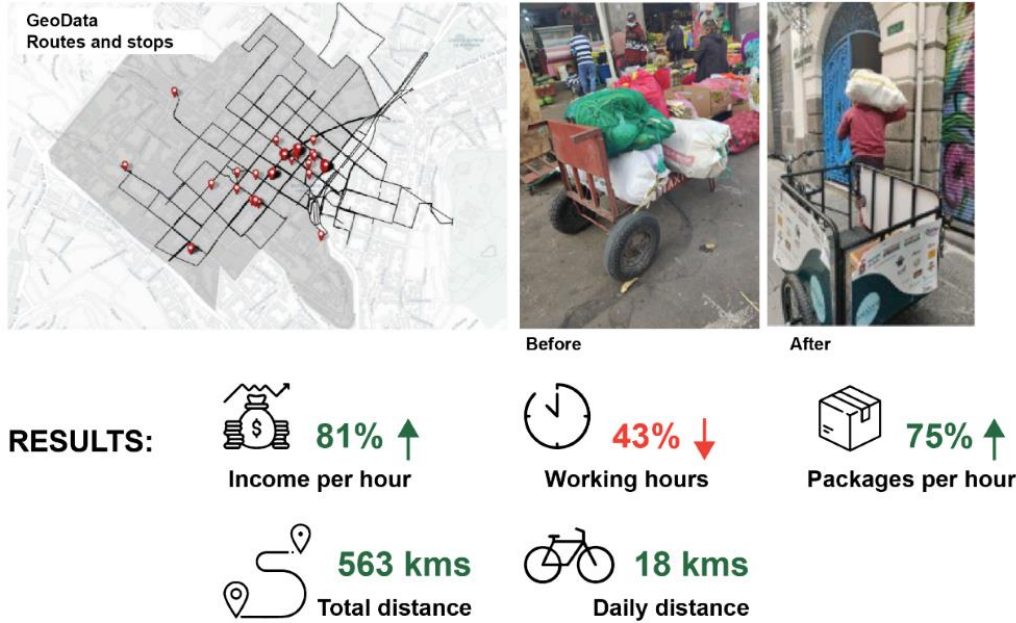 GeoData
Routes and stops
Before
After
RESULTS:
81%
Income per hour
43%
Working hours
75%
Packages per hour
563 kms
Total distance
18 kms
Daily distance